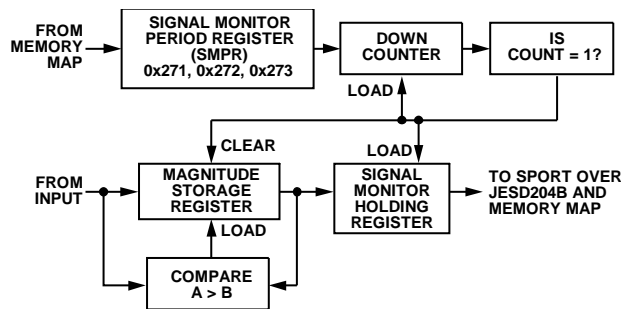 FROM
MEMORY
MAP
SIGNAL MONITOR
PERIOD REGISTER
(SMPR)
0x271, 0x272, 0x273
DOWN
COUNTER
IS
COUNT = 1?
LOAD
CLEAR
LOAD
FROM
INPUT
MAGNITUDE
STORAGE
REGISTER
SIGNAL
MONITOR
HOLDING
REGISTER
TO SPORT OVER
JESD204B AND
MEMORY MAP
LOAD
COMPARE
A > B